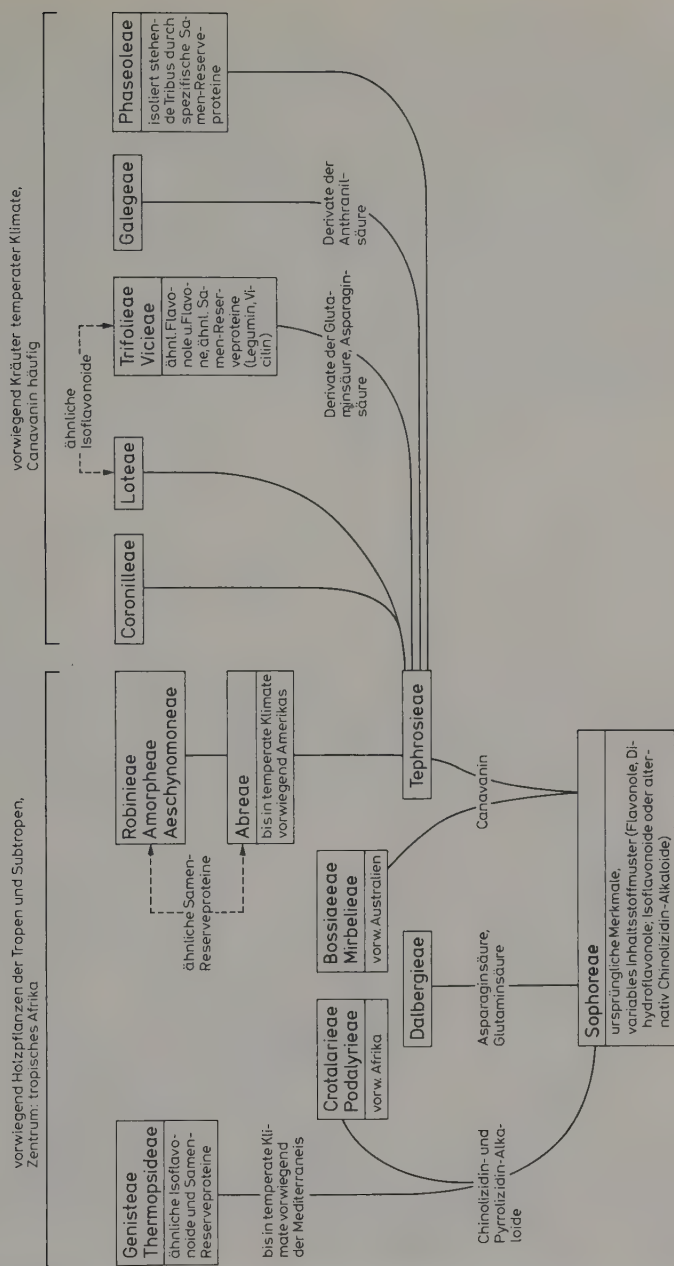 vorwiegend Holzpflanzen der Tropen und Subtropen,
Zentrum: tropisches Afrika
vorwiegend Kräuter temperater Klimate,
Canavanin häufig
Genisteae
Thermopsideae
ähnliche Isoflavo-
noide und Samen-
Reserveproteine
bis in temperate Kli-
mate vorwiegend
der Mediterraneis
Chinolizidin- und
Pyrrolizidin-Alka-
loide
Crotalarieae
Podalyrieae
vorw. Afrika
Dalbergieae
Asparaginsäure,
Glutaminsäure
Bossiaeeae
Mirbelieae
vorw. Australien
Canavanin
Sophoreae
ursprüngliche Merkmale,
variables Inhaltsstoffmuster (Flavonole, Di-
hydroflavonole; Isoflavonoide oder alter-
nativ Chinolizidin-Alkaloide)
ähnliche Samen-
Reserveproteine
Robinieae
Amorpheae
Aeschynomoneae
Abreae
bis in temperate Klimate
vorwiegend Amerikas
Tephrosieae
Coronilleae
Loteae
ähnliche
Isoflavonoide
Trifolieae
Vicieae
ähnl. Flavo-
nole u. Flavo-
ne, ähnl. Sa-
men-Reser-
veproteine
(Legumin, Vi-
cilin)
Derivate der Gluta-
minsäure, Asparagin-
säure
Galegeae
Derivate der
Anthranil-
säure
Phaseoleae
isoliert stehen-
de Tribus durch
spezifische Sa-
men-Reserve-
proteine